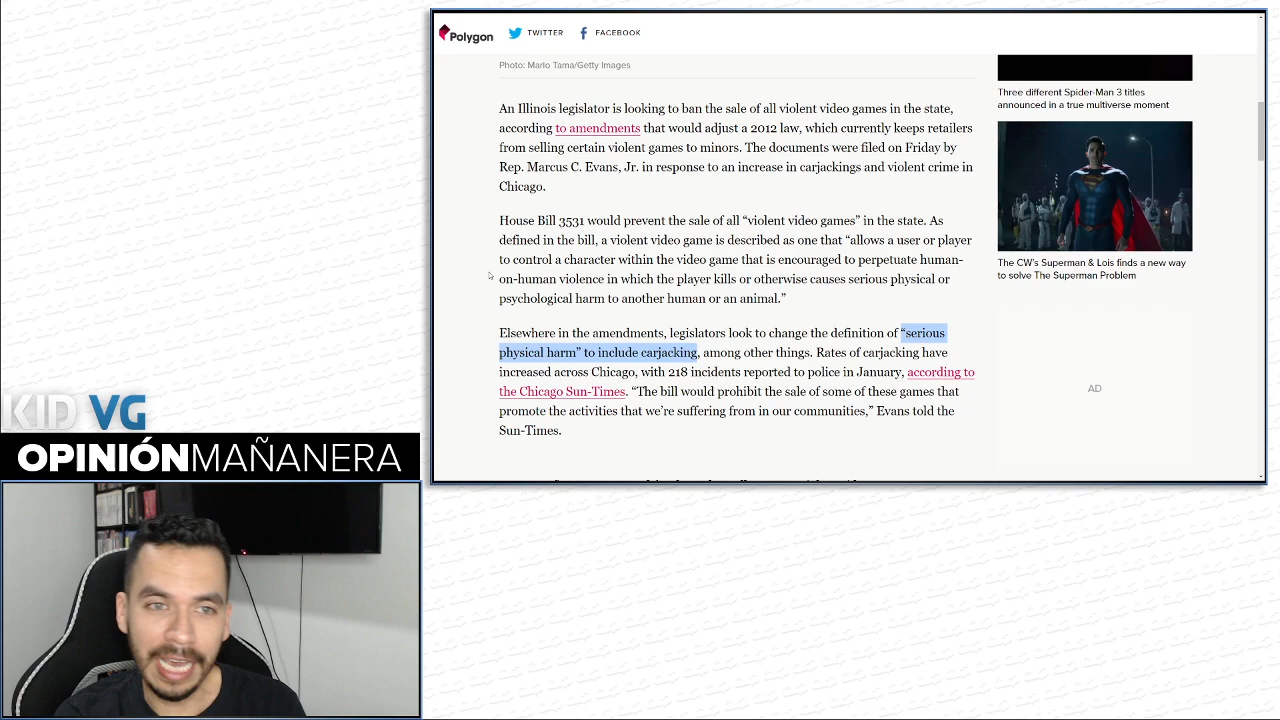 Polygon
TWITTER
FACEBOOK
Photo: Mario Tama/Getty Images
An Illinois legislator is looking to ban the sale of all violent video games in the state,
according to amendments that would adjust a 2012 law, which currently keeps retailers
from selling certain violent games to minors. The documents were filed on Friday by
Rep. Marcus C. Evans, Jr. in response to an increase in carjackings and violent crime in
Chicago.
House Bill 3531 would prevent the sale of all “violent video games” in the state. As
defined in the bill, a violent video game is described as one that “allows a user or player
to control a character within the video game that is encouraged to perpetuate human-
on-human violence in which the player kills or otherwise causes serious physical or
psychological harm to another human or an animal.”
Elsewhere in the amendments, legislators look to change the definition of “serious
physical harm” to include carjacking, among other things. Rates of carjacking have
increased across Chicago, with 218 incidents reported to police in January, according to
the Chicago Sun-Times. “The bill would prohibit the sale of some of these games that
promote the activities that we’re suffering from in our communities,” Evans told the
Sun-Times.
Three different Spider-Man 3 titles
announced in a true multiverse moment
The CW’s Superman & Lois finds a new way
to solve The Superman Problem
AD
KID VG
OPINIÓNMAÑANERA